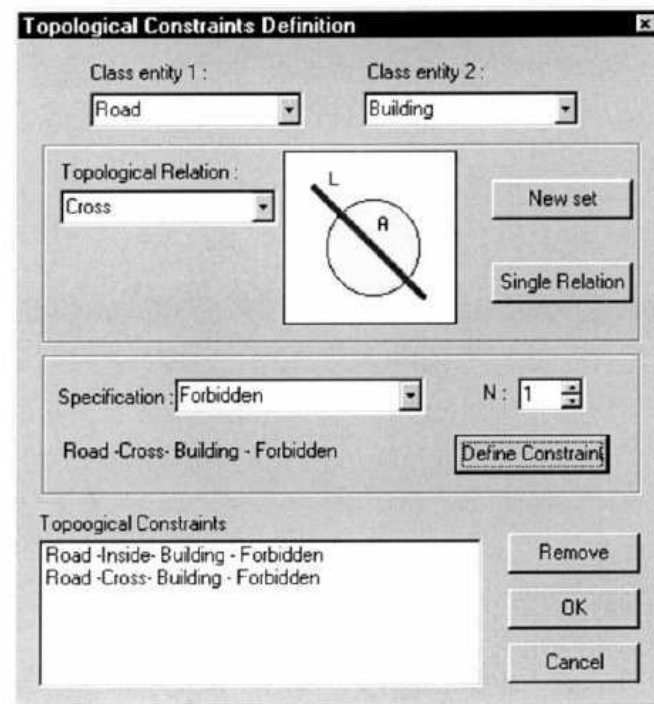 Topological Constraints Definition
Class entity 1 :
Class entity 2 :
Road
Building
Topological Relation :
Cross
L
A
New set
Single Relation
Specification :
Forbidden
N :
1
Road -Cross- Building - Forbidden
Define Constraint
Topoogical Constraints
Road -Inside- Building - Forbidden
Road -Cross- Building - Forbidden
Remove
OK
Cancel